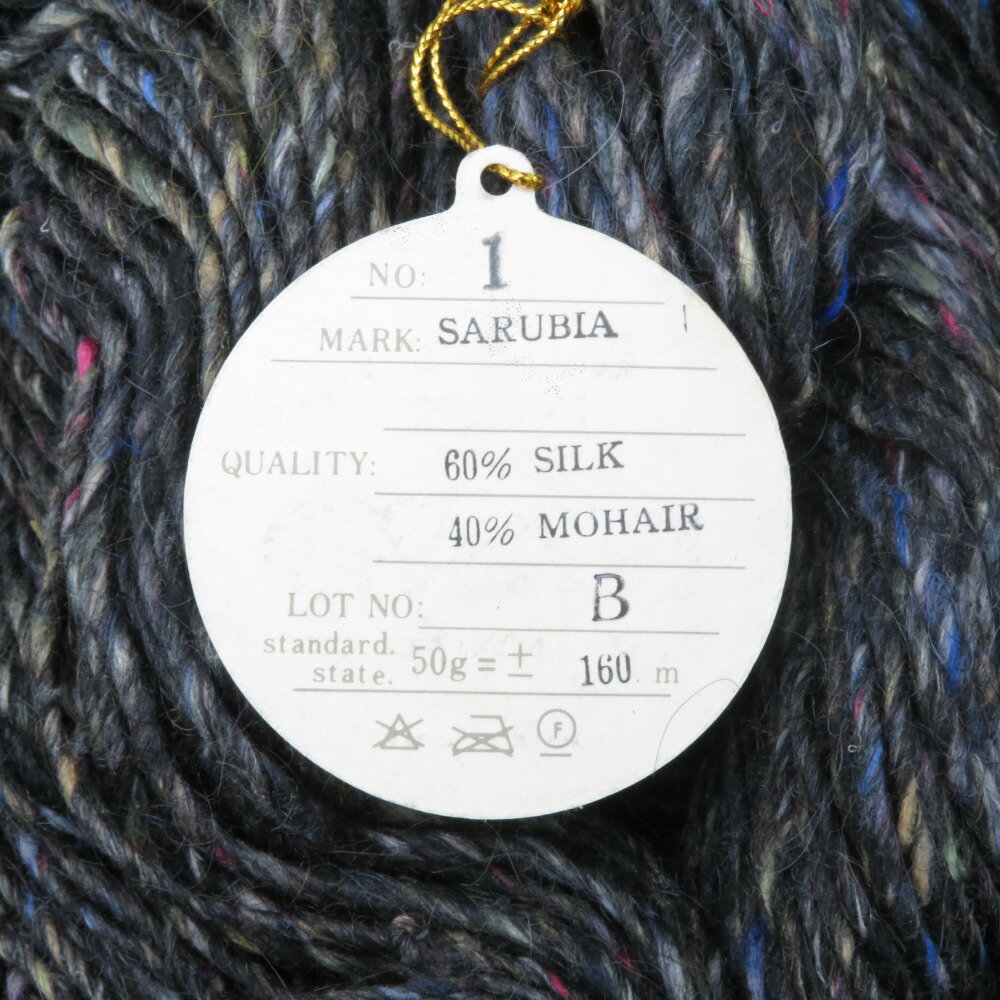 NO: 1
MARK: SARUBIA
QUALITY: 60% SILK
40% MOHAIR
LOT NO: B
standard.
state. 50g = ± 160 m
F